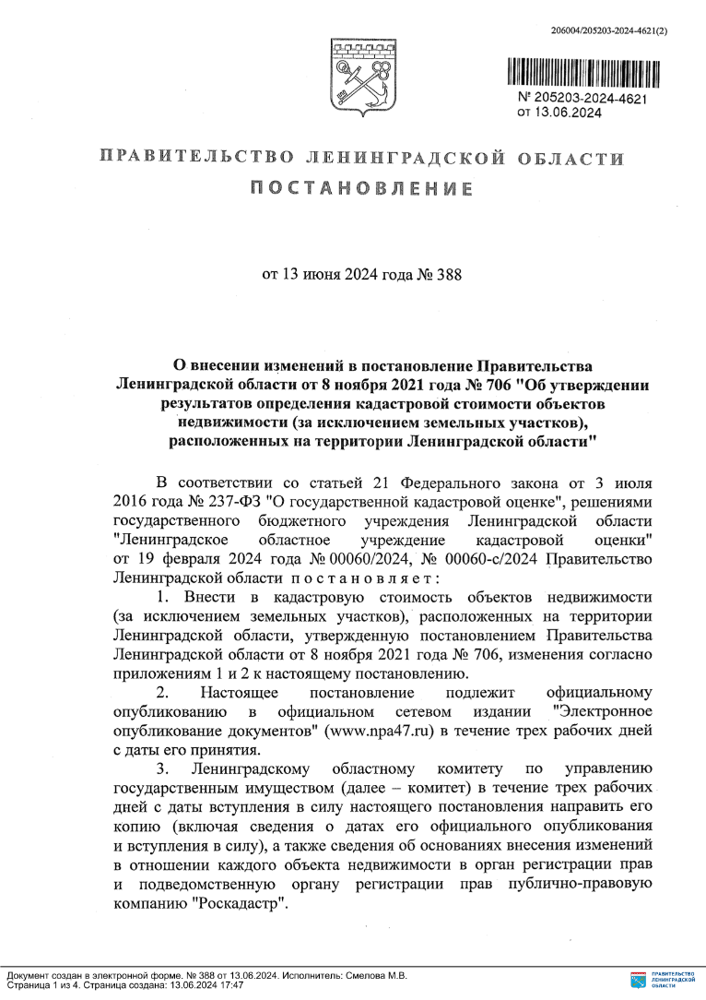 206004/205203-2024-4621(2)
№ 205203-2024-4621
от 13.06.2024
ПРАВИТЕЛЬСТВО ЛЕНИНГРАДСКОЙ ОБЛАСТИ
ПОСТАНОВЛЕНИЕ
от 13 июня 2024 года № 388
О внесении изменений в постановление Правительства
Ленинградской области от 8 ноября 2021 года № 706 "Об утверждении
результатов определения кадастровой стоимости объектов
недвижимости (за исключением земельных участков),
расположенных на территории Ленинградской области"
В соответствии со статьей 21 Федерального закона от 3 июля
2016 года № 237-ФЗ "О государственной кадастровой оценке", решениями
государственного бюджетного учреждения Ленинградской области
"Ленинградское областное учреждение кадастровой оценки"
от 19 февраля 2024 года № 00060/2024, № 00060-с/2024 Правительство
Ленинградской области п о с т а н о в л я е т :
1. Внести в кадастровую стоимость объектов недвижимости
(за исключением земельных участков), расположенных на территории
Ленинградской области, утвержденную постановлением Правительства
Ленинградской области от 8 ноября 2021 года № 706, изменения согласно
приложениям 1 и 2 к настоящему постановлению.
2. Настоящее постановление подлежит официальному
опубликованию в официальном сетевом издании "Электронное
опубликование документов" (www.npa47.ru) в течение трех рабочих дней
с даты его принятия.
3. Ленинградскому областному комитету по управлению
государственным имуществом (далее – комитет) в течение трех рабочих
дней с даты вступления в силу настоящего постановления направить его
копию (включая сведения о датах его официального опубликования
и вступления в силу), а также сведения об основаниях внесения изменений
в отношении каждого объекта недвижимости в орган регистрации прав
и подведомственную органу регистрации прав публично-правовую
компанию "Роскадастр".
Документ создан в электронной форме. № 388 от 13.06.2024. Исполнитель: Смелова М.В.
Страница 1 из 4. Страница создана: 13.06.2024 17:47
ПРАВИТЕЛЬСТВО
ЛЕНИНГРАДСКОЙ
ОБЛАСТИ